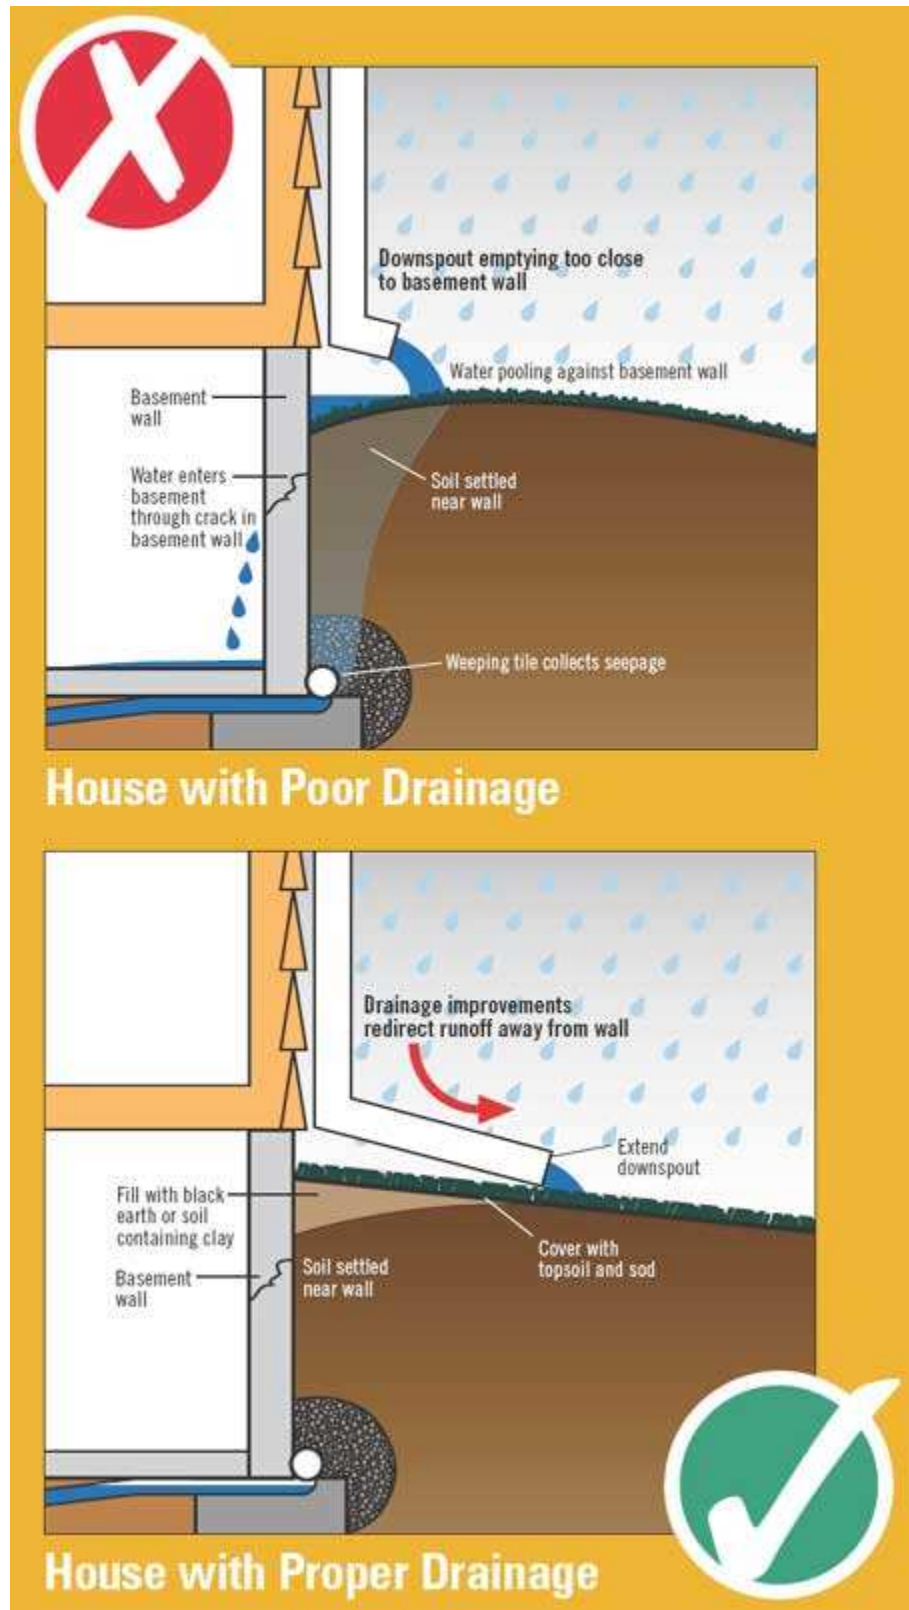 Downspout emptying too close
to basement wall
Water pooling against basement wall
Basement
wall
Water enters
basement
through crack in
basement wall
Soil settled
near wall
Weeping tile collects seepage
House with Poor Drainage
Drainage improvements
redirect runoff away from wall
Extend
downspout
Fill with black
earth or soil
containing clay
Cover with
topsoil and sod
Basement
wall
Soil settled
near wall
House with Proper Drainage